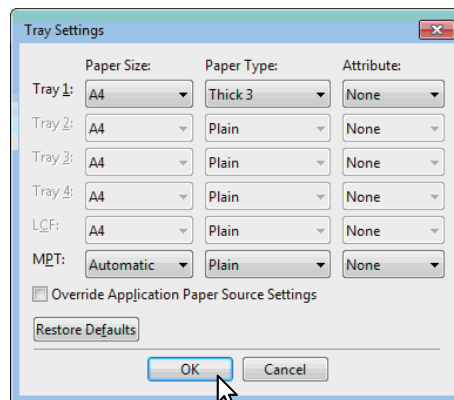 Tray Settings
Paper Size: Paper Type: Attribute:
Tray 1: A4 Thick 3 None
Tray 2: A4 Plain None
Tray 3: A4 Plain None
Tray 4: A4 Plain None
LCF: A4 Plain None
MPT: Automatic Plain None
Override Application Paper Source Settings
Restore Defaults
OK Cancel